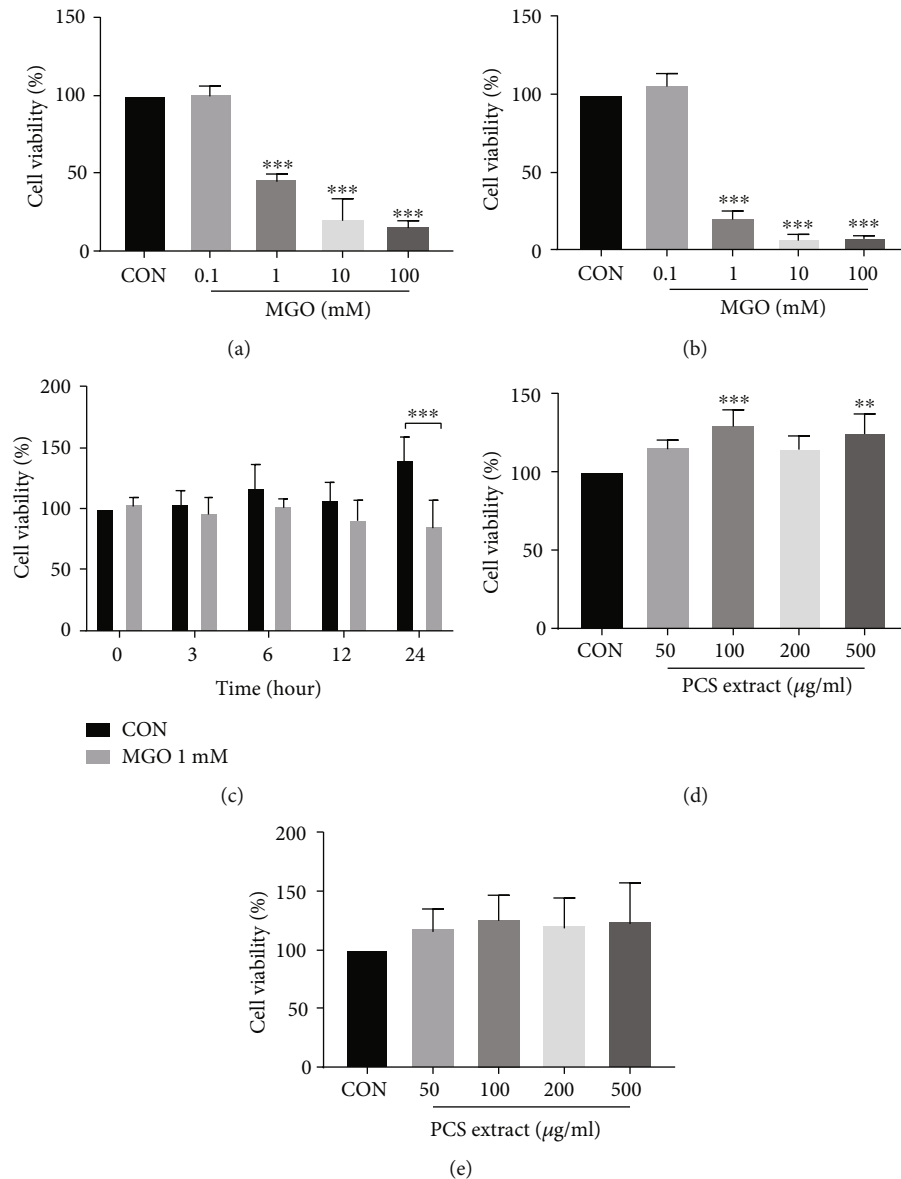 150
100
50
0
Cell viability (%)
***
***
***
CON
0.1
1
10
100
MGO (mM)
(a)
150
100
50
0
Cell viability (%)
***
***
***
CON
0.1
1
10
100
MGO (mM)
(b)
200
150
100
50
0
Cell viability (%)
***
0
3
6
12
24
Time (hour)
CON
MGO 1 mM
(c)
150
100
50
0
Cell viability (%)
***
**
CON
50
100
200
500
PCS extract (μg/ml)
(d)
200
150
100
50
0
Cell viability (%)
CON
50
100
200
500
PCS extract (μg/ml)
(e)